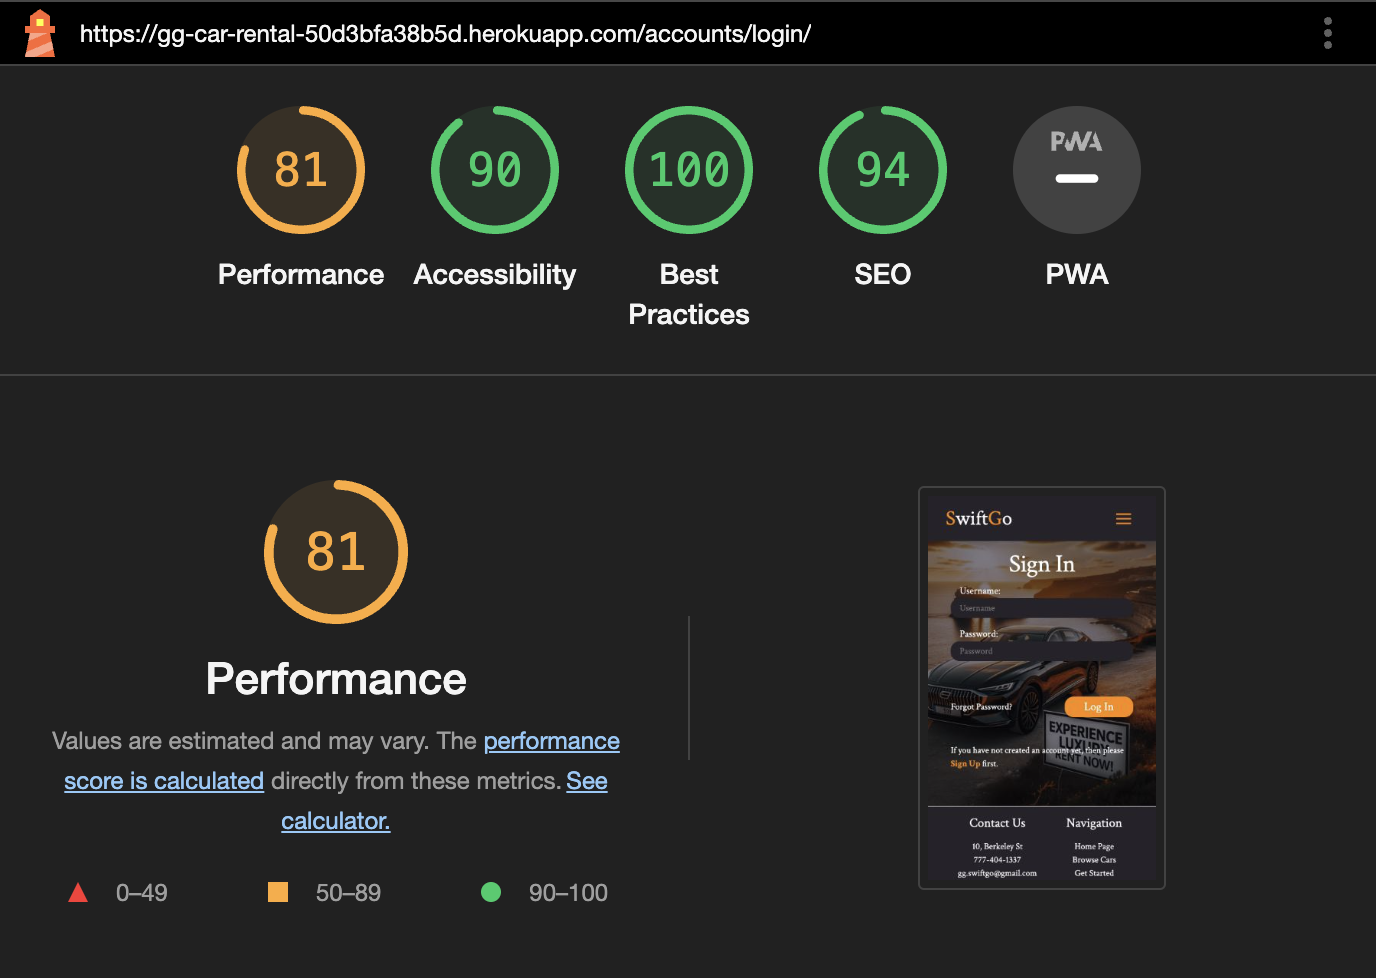 https://gg-car-rental-50d3bfa38b5d.herokuapp.com/accounts/login/
81
90
100
94
PWA
Performance
Accessibility
Best
Practices
SEO
PWA
81
Performance
Values are estimated and may vary. The performance
score is calculated directly from these metrics. See
calculator.
0–49
50–89
90–100
SwiftGo
Sign In
Username:
Username
Password:
Password
Forgot Password?
Log In
EXPERIENCE
LUXURY
RENT NOW!
If you have not created an account yet, then please
Sign Up first.
Contact Us
Navigation
10, Berkeley St
Home Page
777-404-1337
Browse Cars
gg.swiftgo@gmail.com
Get Started